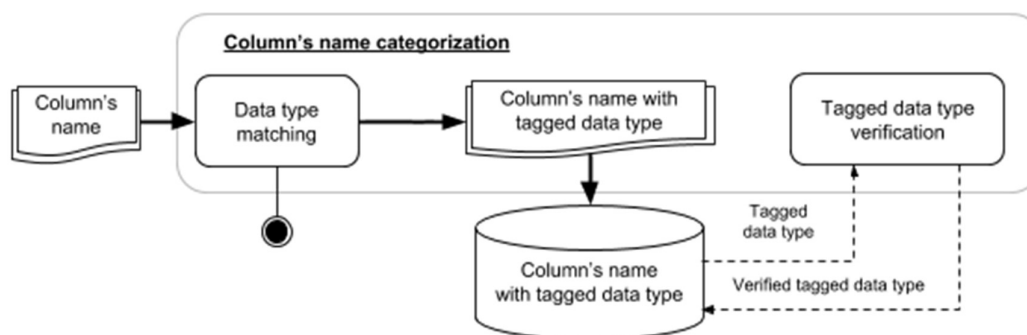 Column's name categorization
Column's
name
Data type
matching
Column's name with
tagged data type
Tagged data type
verification
Tagged
data type
Column's name
with tagged data type
Verified tagged data type